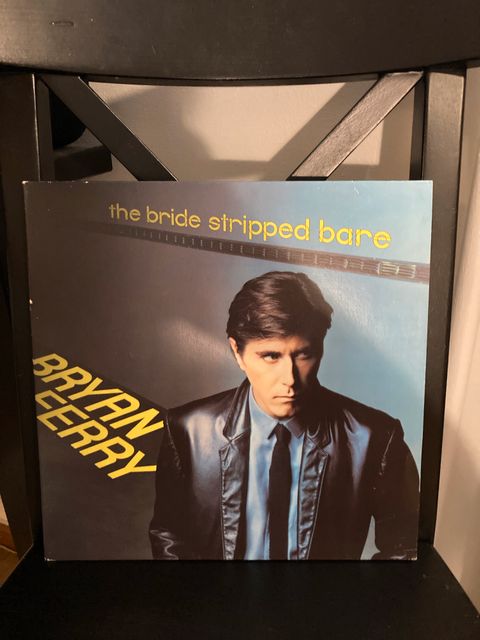 the bride stripped bare
BRYAN
FERRY